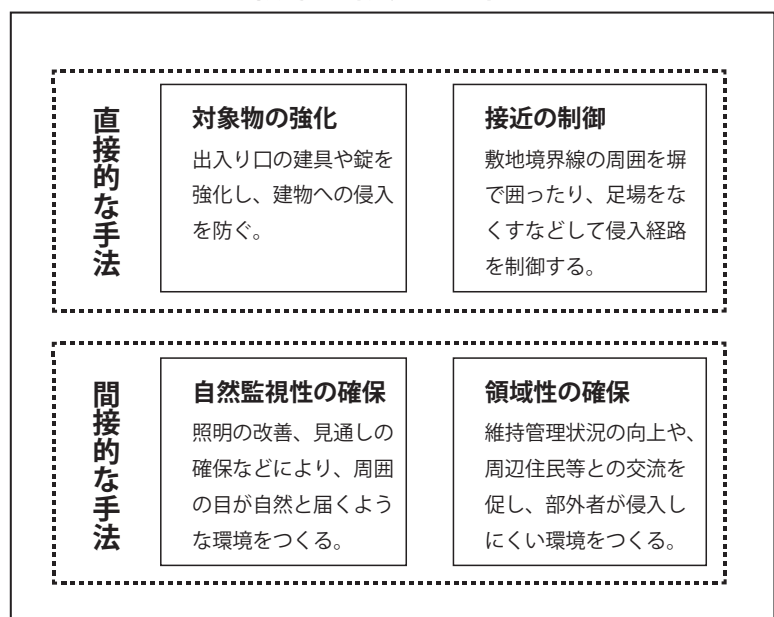 直接的な手法
対象物の強化
出入り口の建具や錠を
強化し、建物への侵入
を防ぐ。
接近の制御
敷地境界線の周囲を塀
で囲ったり、足場をな
くすなどして侵入経路
を制御する。
間接的な手法
自然監視性の確保
照明の改善、見通しの
確保などにより、周囲
の目が自然と届くよう
な環境をつくる。
領域性の確保
維持管理状況の向上や、
周辺住民等との交流を
促し、部外者が侵入し
にくい環境をつくる。